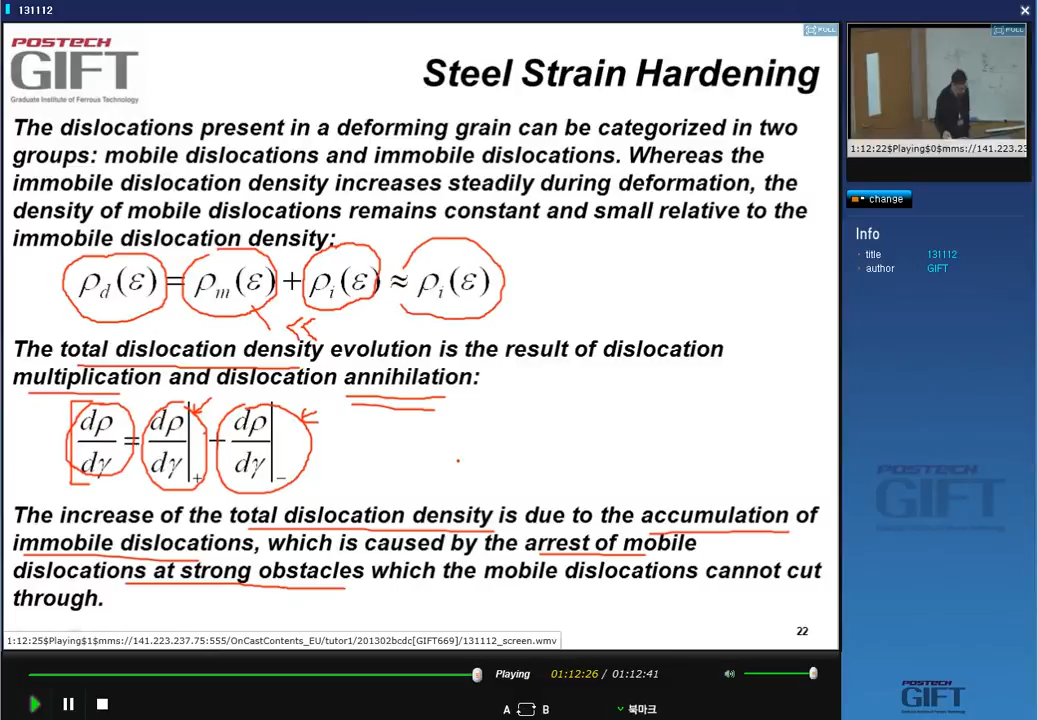 131112
POSTECH
GIFT
Graduate Institute of Ferrous Technology
FULL
Steel Strain Hardening
The dislocations present in a deforming grain can be categorized in two
groups: mobile dislocations and immobile dislocations. Whereas the
immobile dislocation density increases steadily during deformation, the
density of mobile dislocations remains constant and small relative to the
immobile dislocation density:
ρd(ε) = ρm(ε) + ρi(ε) ≈ ρi(ε)
<<
The total dislocation density evolution is the result of dislocation
multiplication and dislocation annihilation:
dρ/dγ = dρ/dγ|+ − dρ/dγ|−
The increase of the total dislocation density is due to the accumulation of
immobile dislocations, which is caused by the arrest of mobile
dislocations at strong obstacles which the mobile dislocations cannot cut
through.
22
1:12:25$Playing$1$mms://141.223.237.75:555/OnCastContents_EU/tutor1/201302bcdc[GIFT669]/131112_screen.wmv
Playing
01:12:26 / 01:12:41
A B
북마크
FULL
1:12:22$Playing$0$mms://141.223.23
change
Info
title 131112
author GIFT
POSTECH
GIFT
POSTECH
GIFT